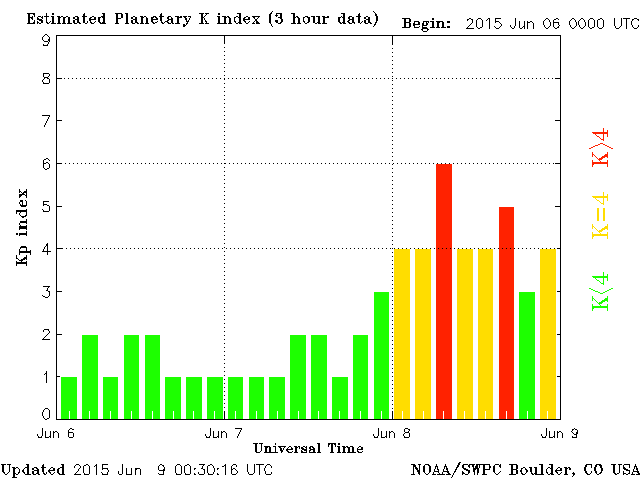 Estimated Planetary K index (3 hour data) Begin: 2015 Jun 06 0000 UTC
9
8
7
6
5
4
3
2
1
0
Kp index
K>4
K=4
K<4
Jun 6 Jun 7 Jun 8 Jun 9
Universal Time
Updated 2015 Jun 9 00:30:16 UTC NOAA/SWPC Boulder, CO USA